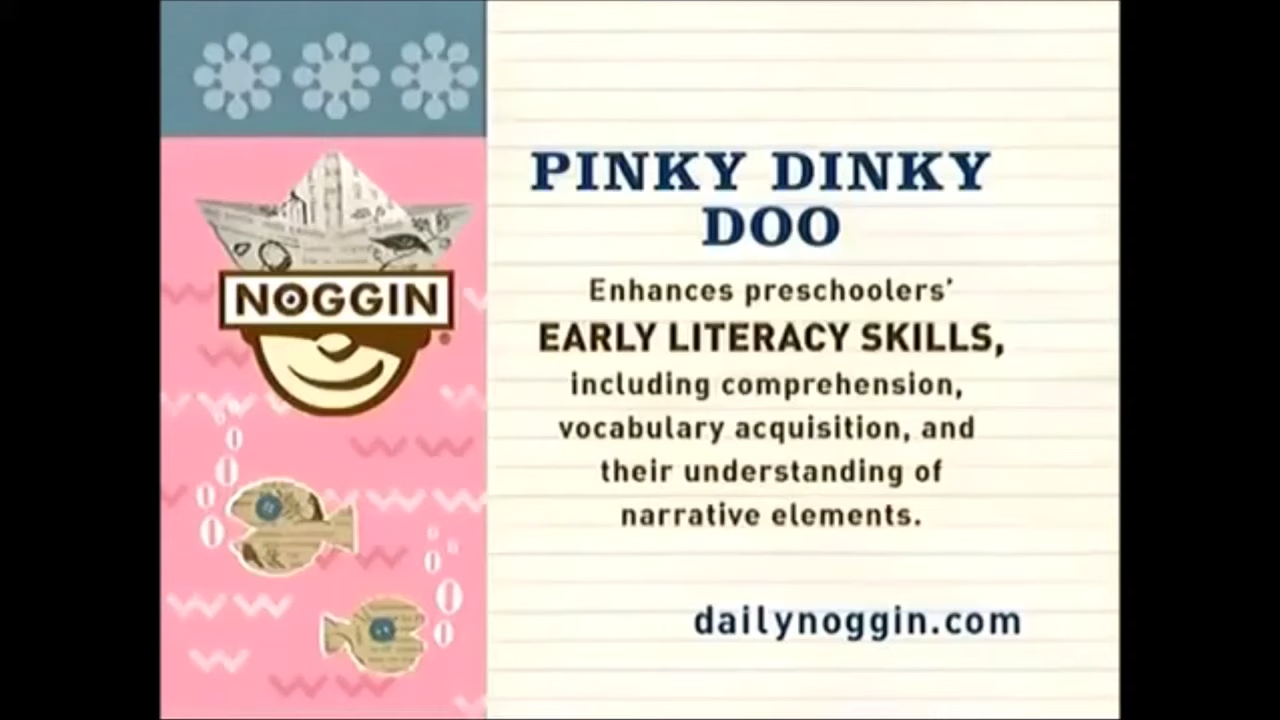 NOGGIN
®
PINKY DINKY
DOO
Enhances preschoolers’
EARLY LITERACY SKILLS,
including comprehension,
vocabulary acquisition, and
their understanding of
narrative elements.
dailynoggin.com